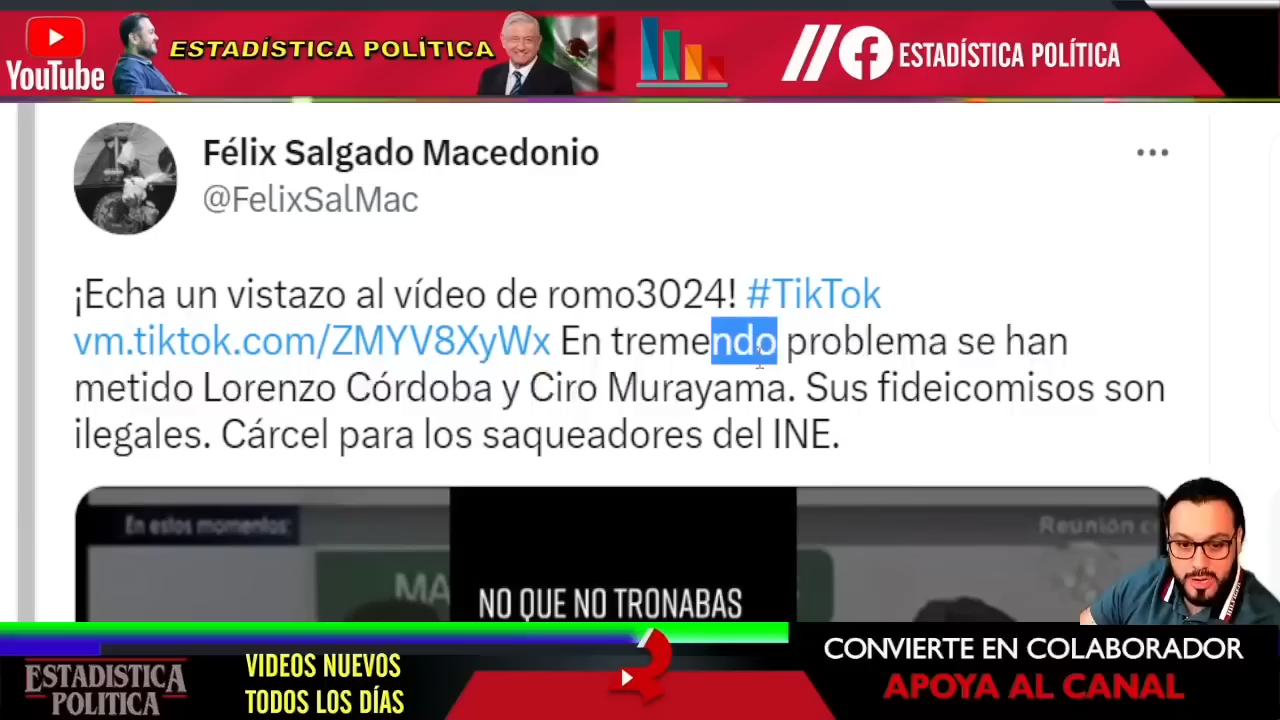 YouTube
ESTADÍSTICA POLÍTICA
ESTADÍSTICA POLÍTICA
Félix Salgado Macedonio
@FelixSalMac
¡Echa un vistazo al vídeo de romo3024! #TikTok
vm.tiktok.com/ZMYV8XyWx En tremendo problema se han
metido Lorenzo Córdoba y Ciro Murayama. Sus fideicomisos son
ilegales. Cárcel para los saqueadores del INE.
En estos momentos:
Reunión
MA
NO QUE NO TRONABAS
ESTADISTICA
POLÍTICA
VIDEOS NUEVOS
TODOS LOS DÍAS
CONVIERTE EN COLABORADOR
APOYA AL CANAL